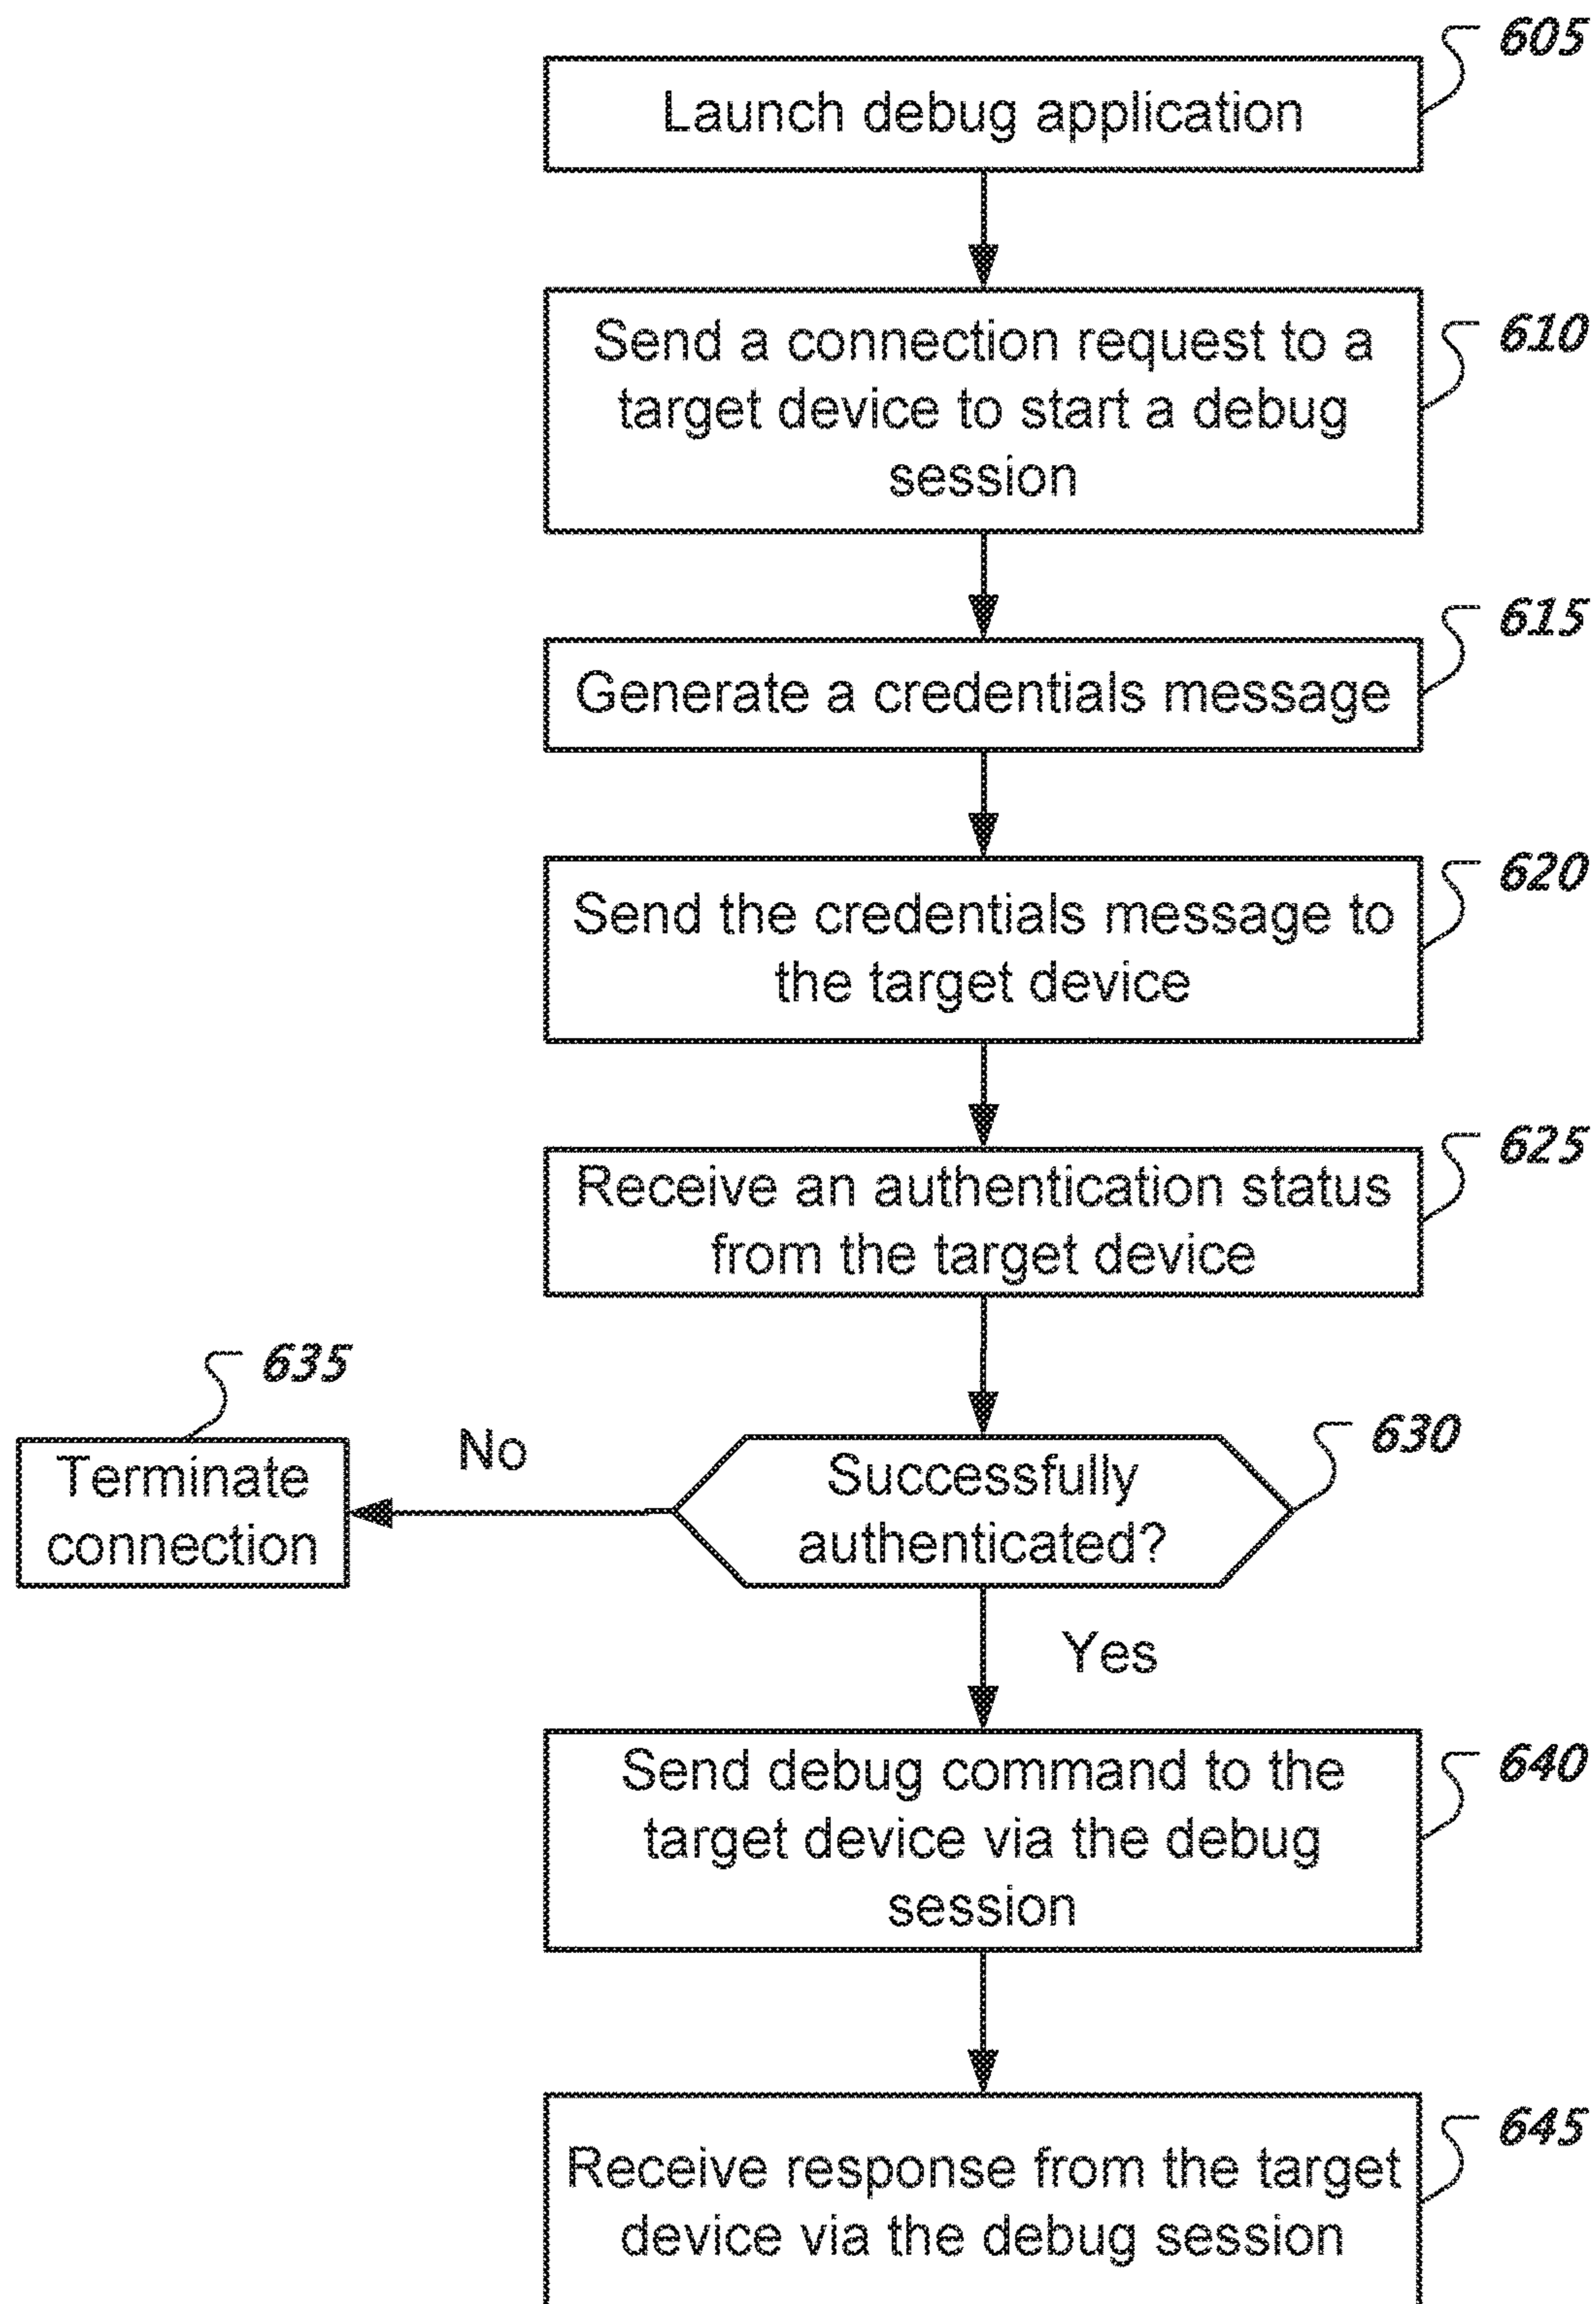 605
Launch debug application
610
Send a connection request to a
target device to start a debug
session
615
Generate a credentials message
620
Send the credentials message to
the target device
625
Receive an authentication status
from the target device
635
Terminate
connection
No
630
Successfully
authenticated?
Yes
640
Send debug command to the
target device via the debug
session
645
Receive response from the target
device via the debug session